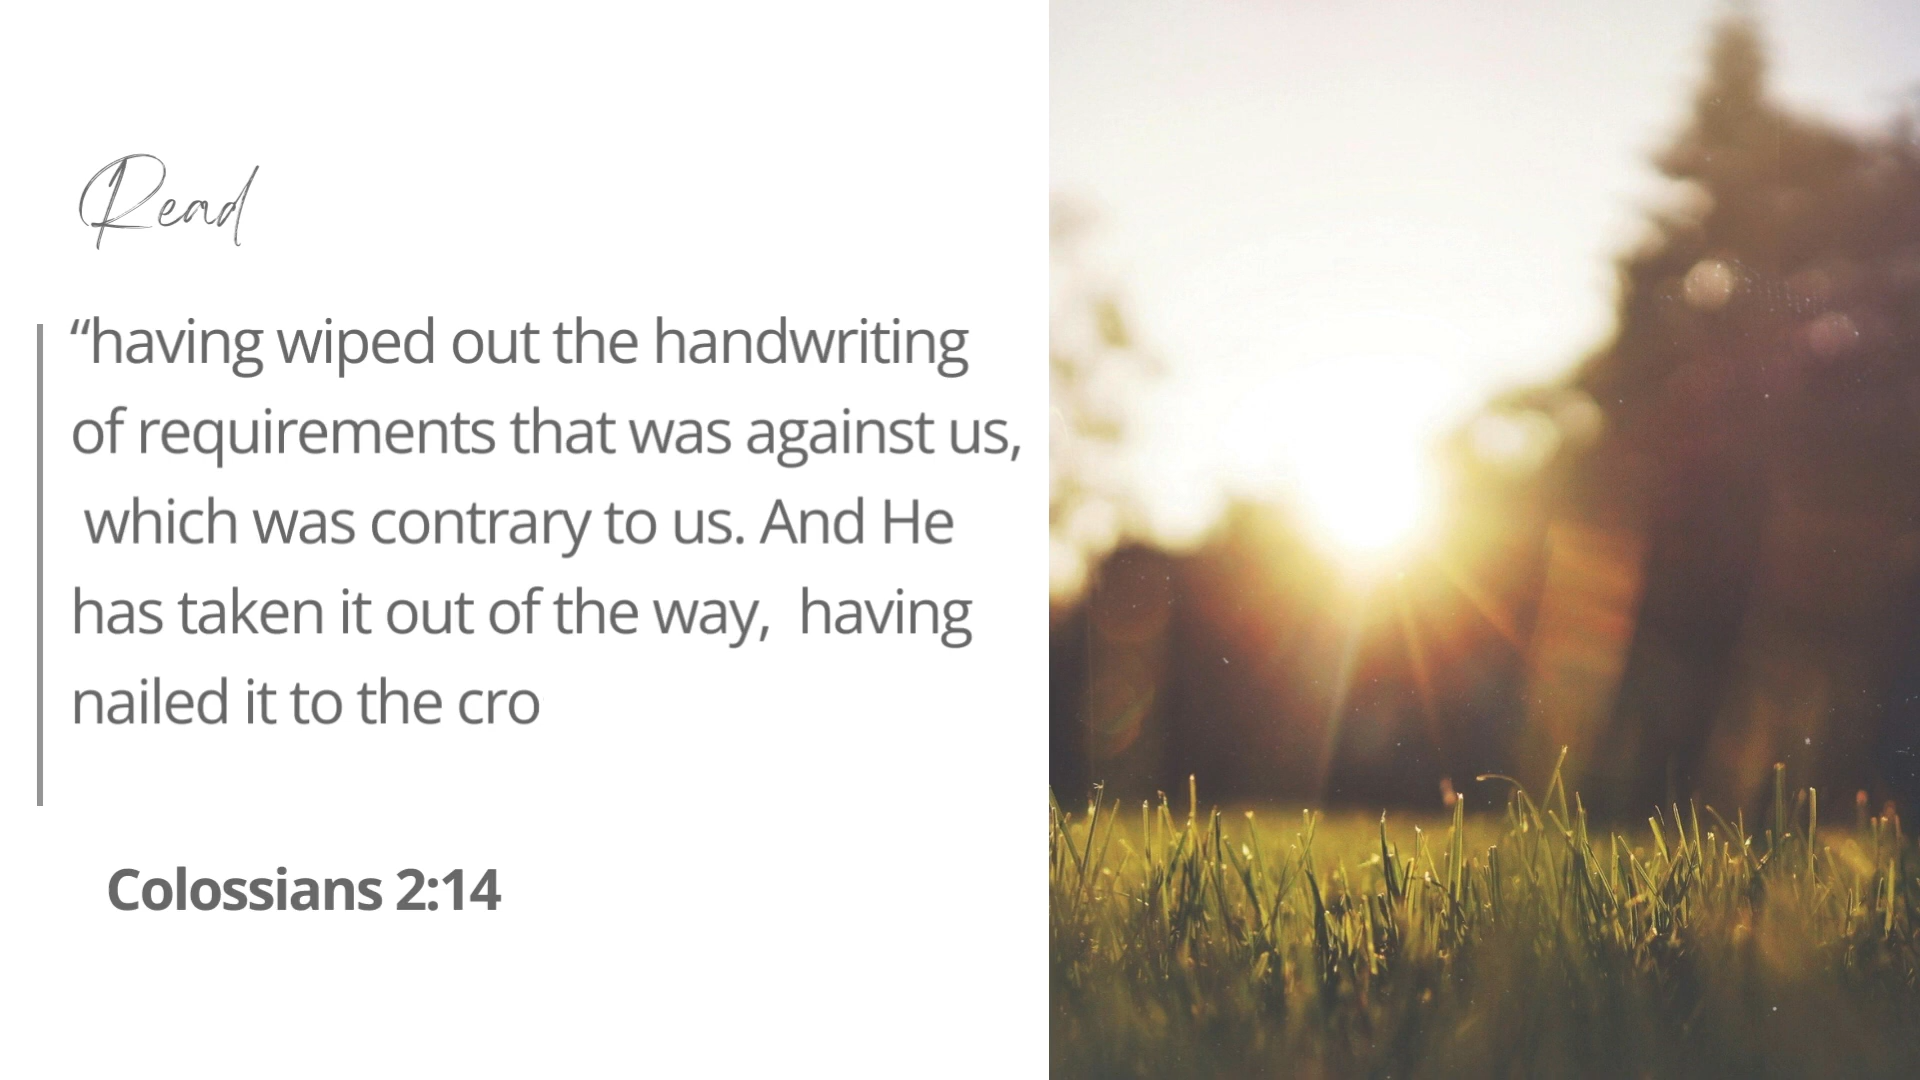 Read
“having wiped out the handwriting
of requirements that was against us,
which was contrary to us. And He
has taken it out of the way,  having
nailed it to the cro
Colossians 2:14